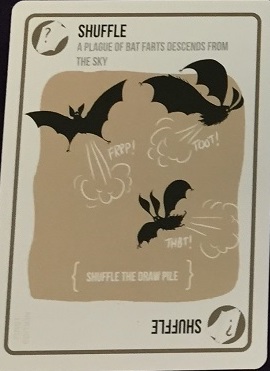 ?
SHUFFLE
A PLAGUE OF BAT FARTS DESCENDS FROM
THE SKY
FRRP!
TOOT!
THBT!
{ SHUFFLE THE DRAW PILE }
SHUFFLE
?